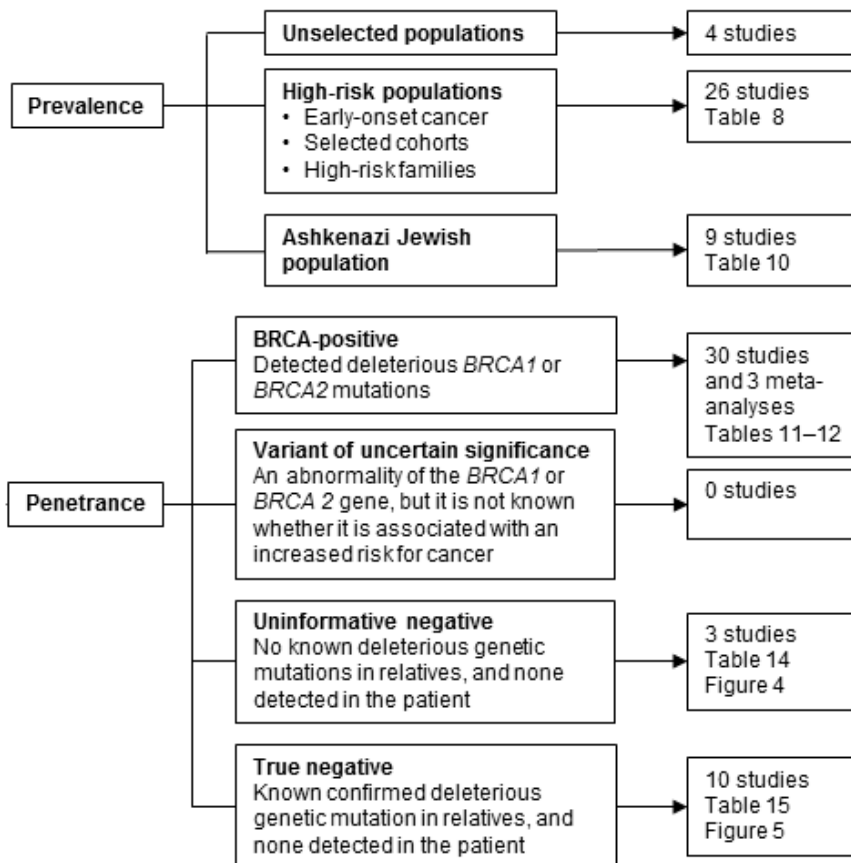 Prevalence
Unselected populations
4 studies
High-risk populations
• Early-onset cancer
• Selected cohorts
• High-risk families
26 studies
Table 8
Ashkenazi Jewish
population
9 studies
Table 10
Penetrance
BRCA-positive
Detected deleterious BRCA1 or
BRCA2 mutations
30 studies
and 3 meta-
analyses
Tables 11–12
Variant of uncertain significance
An abnormality of the BRCA1 or
BRCA 2 gene, but it is not known
whether it is associated with an
increased risk for cancer
0 studies
Uninformative negative
No known deleterious genetic
mutations in relatives, and none
detected in the patient
3 studies
Table 14
Figure 4
True negative
Known confirmed deleterious
genetic mutation in relatives, and
none detected in the patient
10 studies
Table 15
Figure 5